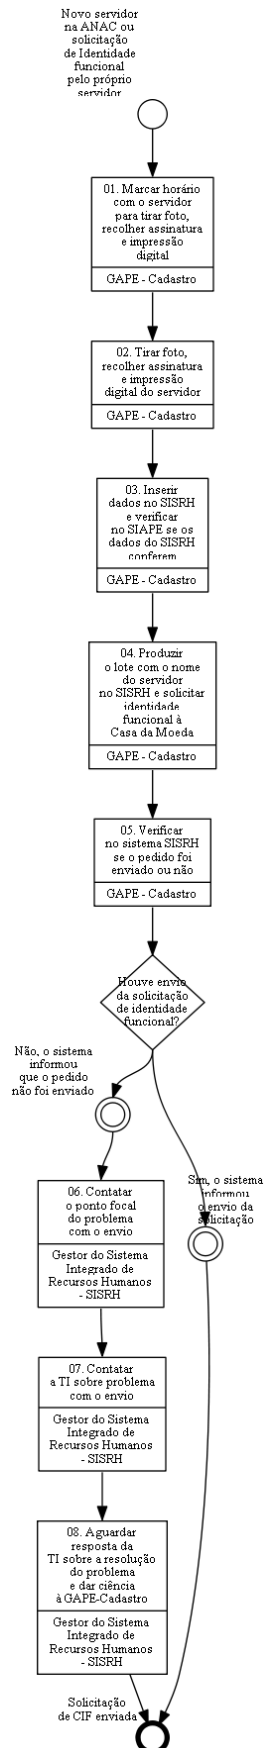 Novo servidor
na ANAC ou
solicitação
de Identidade
funcional
pelo próprio
servidor
01. Marcar horário
com o servidor
para tirar foto,
recolher assinatura
e impressão
digital
GAPE - Cadastro
02. Tirar foto,
recolher assinatura
e impressão
digital do servidor
GAPE - Cadastro
03. Inserir
dados no SISRH
e verificar
no SIAPE se os
dados do SISRH
conferem
GAPE - Cadastro
04. Produzir
o lote com o nome
do servidor
no SISRH e solicitar
identidade
funcional à
Casa da Moeda
GAPE - Cadastro
05. Verificar
no sistema SISRH
se o pedido foi
enviado ou não
GAPE - Cadastro
Houve envio
da solicitação
de identidade
funcional?
Não, o sistema
informou
que o pedido
não foi enviado
Sim, o sistema
informou
o envio da
solicitação
06. Contatar
o ponto focal
do problema
com o envio
Gestor do Sistema
Integrado de
Recursos Humanos
- SISRH
07. Contatar
a TI sobre problema
com o envio
Gestor do Sistema
Integrado de
Recursos Humanos
- SISRH
08. Aguardar
resposta da
TI sobre a resolução
do problema
e dar ciência
à GAPE-Cadastro
Gestor do Sistema
Integrado de
Recursos Humanos
- SISRH
Solicitação
de CIF enviada